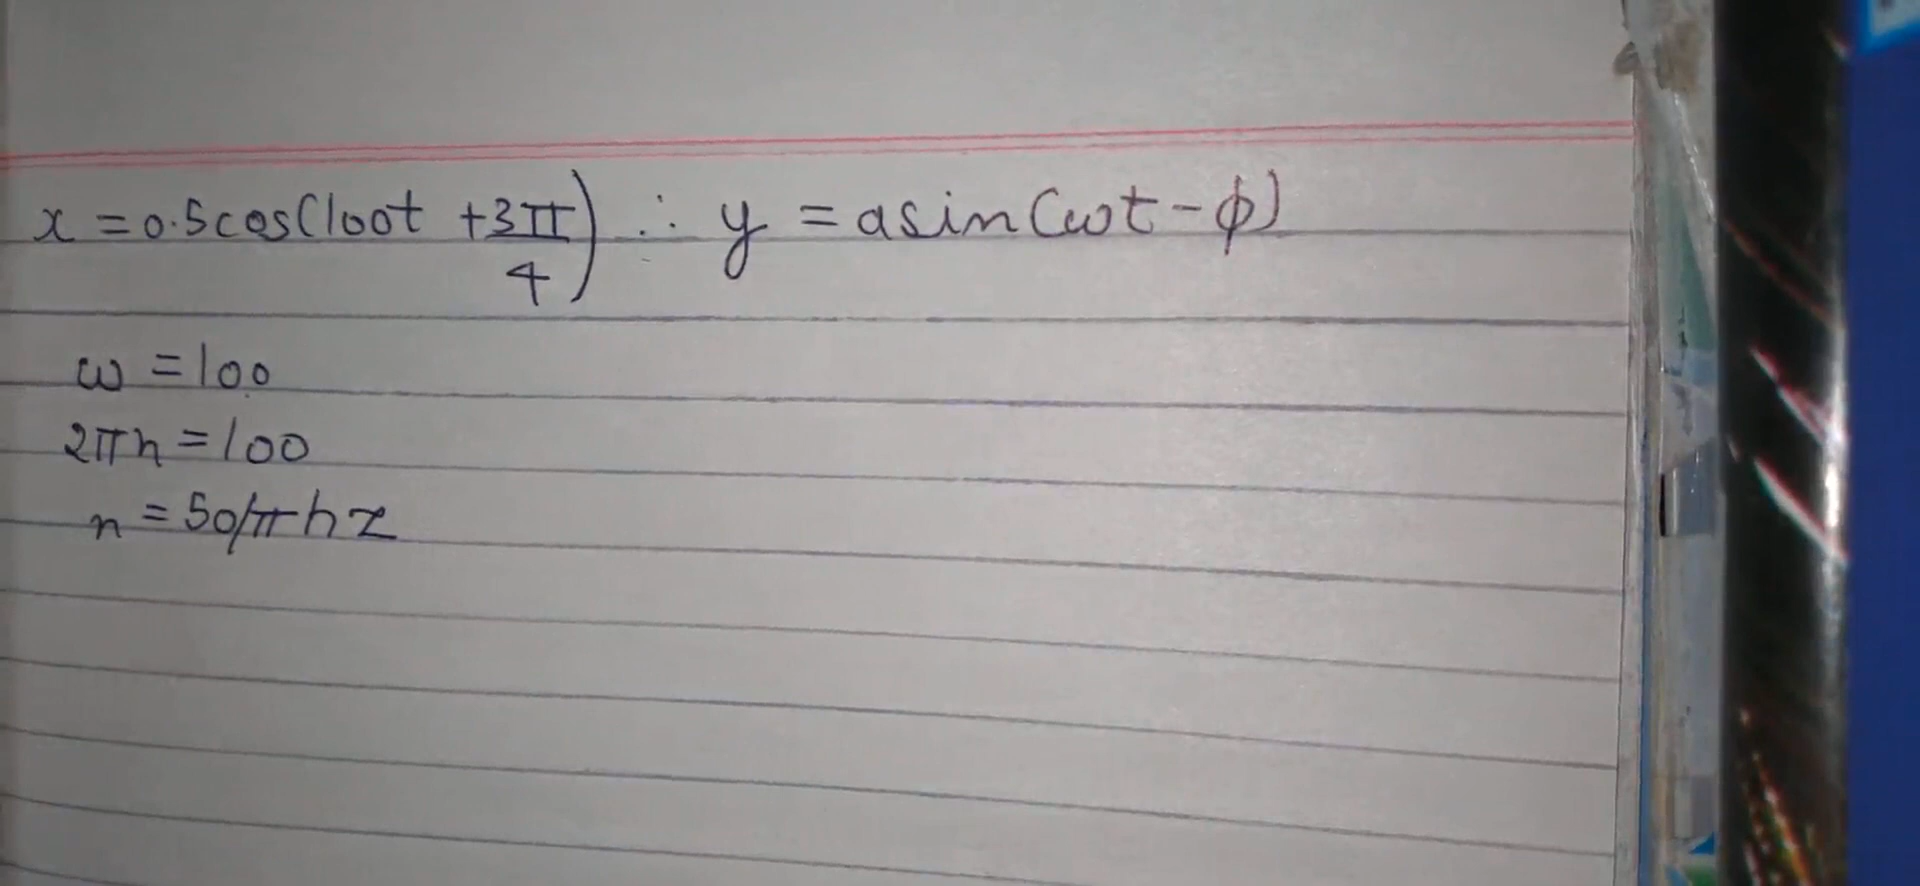 x = 0.5cos(100t + 3π/4) ∴ y = asin(ωt - φ)
ω = 100
2πn = 100
n = 50/π hz